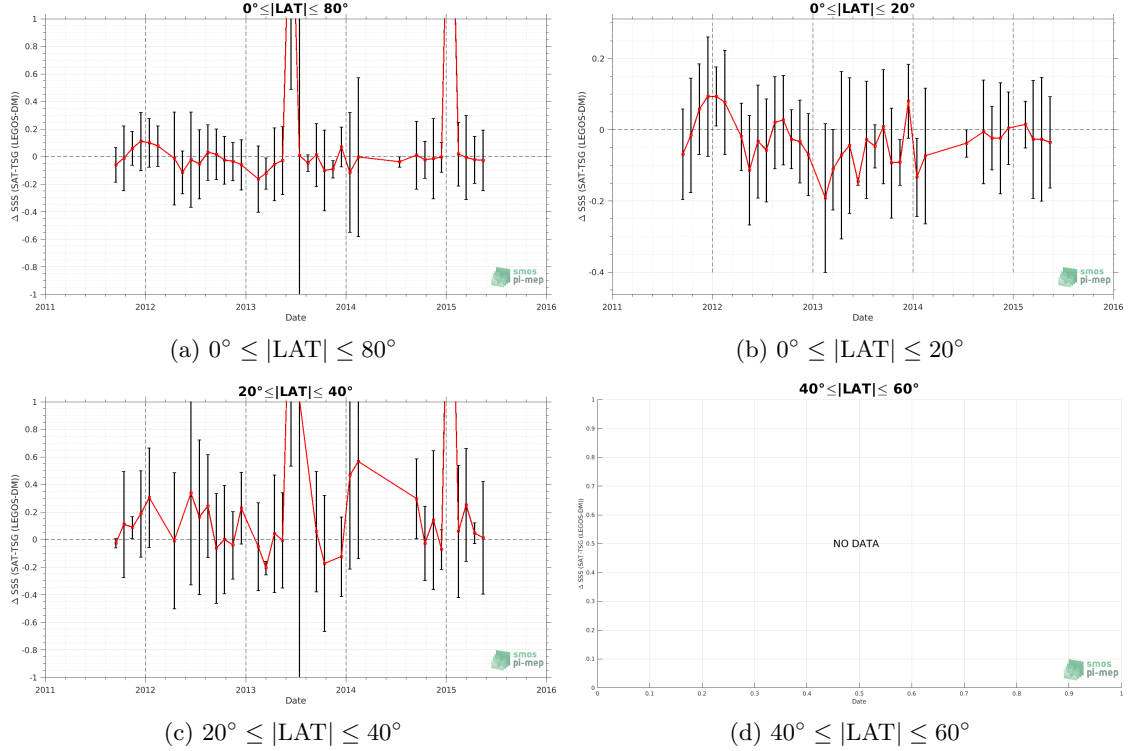 0°≤|LAT|≤ 80°
Δ SSS (SAT-TSG (LEGOS-DM))
1
0.8
0.6
0.4
0.2
0
-0.2
-0.4
-0.6
-0.8
-1
2011 2012 2013 2014 2015 2016
Date
smos
pi-mep
(a) 0° ≤ |LAT| ≤ 80°
0°≤|LAT|≤ 20°
Δ SSS (SAT-TSG (LEGOS-DM))
0.2
0
-0.2
-0.4
2011 2012 2013 2014 2015 2016
Date
smos
pi-mep
(b) 0° ≤ |LAT| ≤ 20°
20°≤|LAT|≤ 40°
Δ SSS (SAT-TSG (LEGOS-DM))
1
0.8
0.6
0.4
0.2
0
-0.2
-0.4
-0.6
-0.8
-1
2011 2012 2013 2014 2015 2016
Date
smos
pi-mep
(c) 20° ≤ |LAT| ≤ 40°
40°≤|LAT|≤ 60°
Δ SSS (SAT-TSG (LEGOS-DM))
1
0.9
0.8
0.7
0.6
0.5
0.4
0.3
0.2
0.1
0
NO DATA
0 0.1 0.2 0.3 0.4 0.5 0.6 0.7 0.8 0.9 1
Date
smos
pi-mep
(d) 40° ≤ |LAT| ≤ 60°